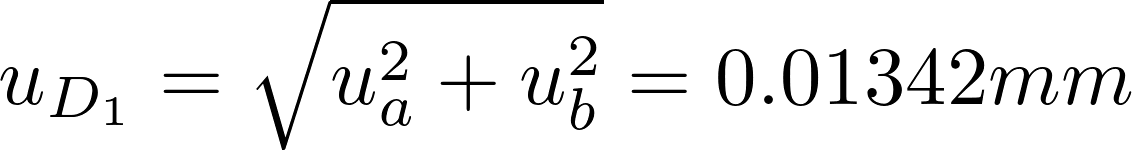 $u_{D_1} = \sqrt{u_a^2 + u_b^2} = 0.01342mm$